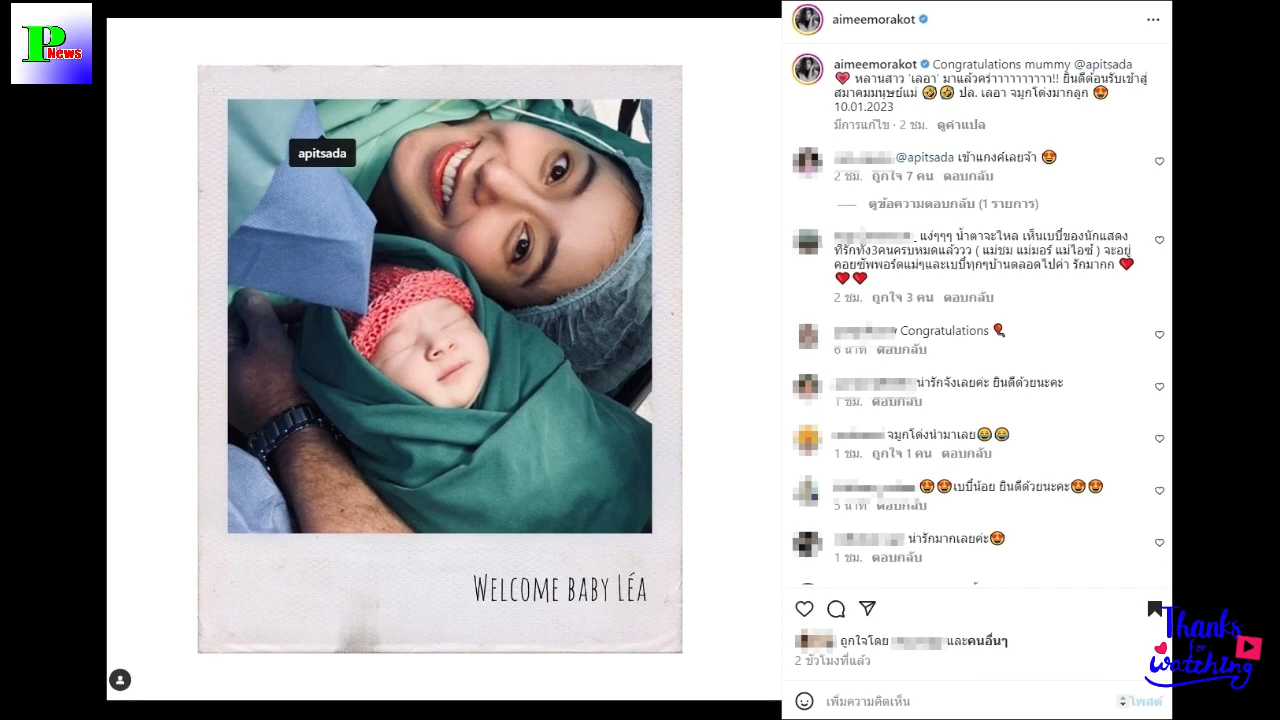 P
News
apitsada
WELCOME BABY LÉA
aimeemorakot
aimeemorakot Congratulations mummy @apitsada
❤️ หลานสาว 'เลอา' มาแล้วคร่าาาาาาาาาา!! ยินดีต้อนรับเข้าสู่
สมาคมมนุษย์แม่ 🤣🤣 ปล. เลอา จมูกโด่งมากลูก 😍
10.01.2023
มีการแก้ไข · 2 ชม. ดูคำแปล
@apitsada เข้าแกงค์เลยจ้า 😍
2 ชม. ถูกใจ 7 คน ตอบกลับ
ดูข้อความตอบกลับ (1 รายการ)
แง่ๆๆๆ น้ำตาจะไหล เห็นเบบี๋ของนักแสดง
ที่รักทั้ง3คนครบหมดแล้ววว ( แม่ชม แม่มอร์ แม่ไอซ์ ) จะอยู่
คอยซัพพอร์ตแม่ๆและเบบี๋ทุกๆบ้านตลอดไปค่า รักมากก ❤️
❤️❤️
2 ชม. ถูกใจ 3 คน ตอบกลับ
Congratulations 🎈
6 นาที ตอบกลับ
น่ารักจังเลยค่ะ ยินดีด้วยนะคะ
1 ชม. ตอบกลับ
จมูกโด่งนำมาเลย😂😂
1 ชม. ถูกใจ 1 คน ตอบกลับ
😍😍เบบี๋น้อย ยินดีด้วยนะคะ😍😍
5 นาที ตอบกลับ
น่ารักมากเลยค่ะ😍
1 ชม. ตอบกลับ
ถูกใจโดย และคนอื่นๆ
2 ชั่วโมงที่แล้ว
เพิ่มความคิดเห็น
โพสต์
Thanks
for
watching